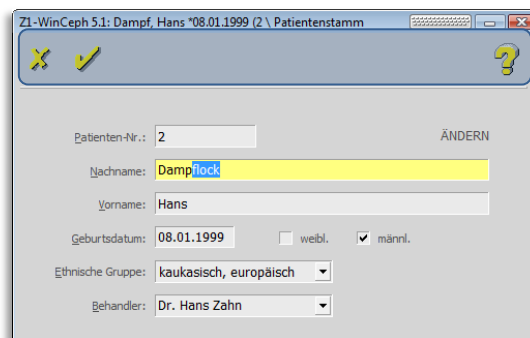 Z1-WinCeph 5.1: Dampf, Hans *08.01.1999 (2 \ Patientenstamm
Patienten-Nr.: 2 ÄNDERN
Nachname: Dampflock
Vorname: Hans
Geburtsdatum: 08.01.1999 weibl. männl.
Ethnische Gruppe: kaukasisch, europäisch
Behandler: Dr. Hans Zahn